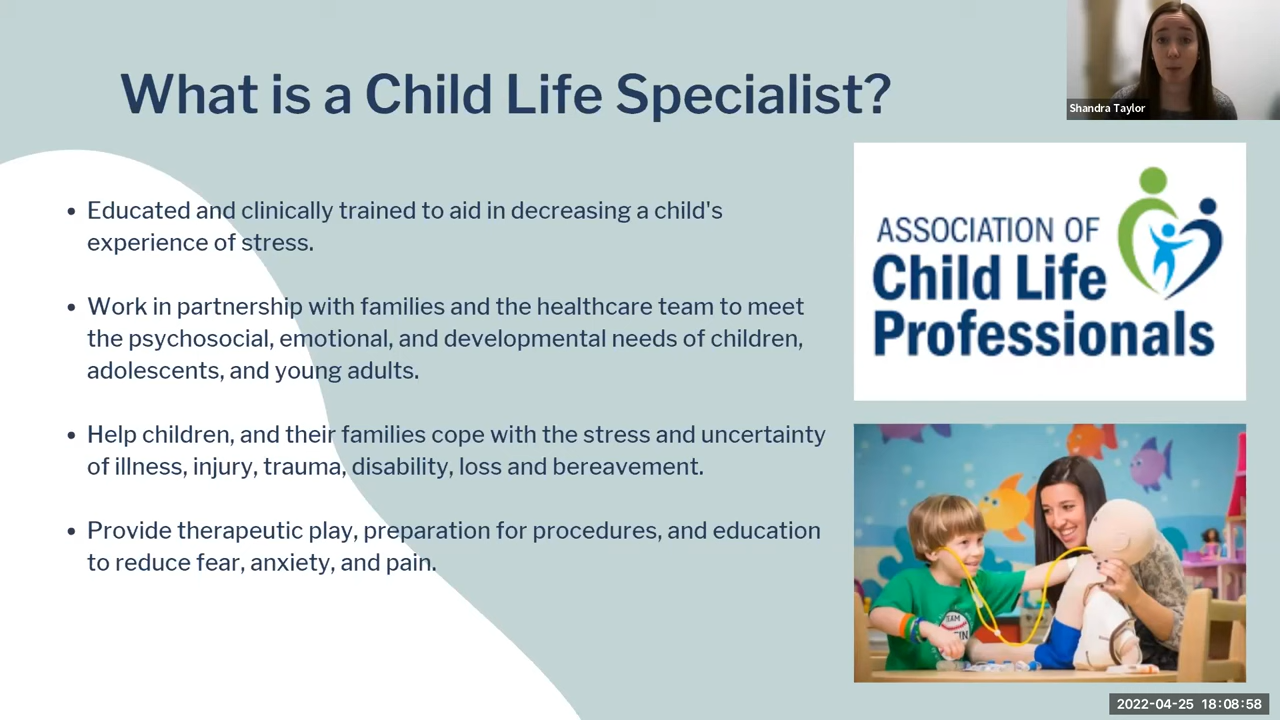 What is a Child Life Specialist?
Shandra Taylor
• Educated and clinically trained to aid in decreasing a child's
experience of stress.
• Work in partnership with families and the healthcare team to meet
the psychosocial, emotional, and developmental needs of children,
adolescents, and young adults.
• Help children, and their families cope with the stress and uncertainty
of illness, injury, trauma, disability, loss and bereavement.
• Provide therapeutic play, preparation for procedures, and education
to reduce fear, anxiety, and pain.
ASSOCIATION OF
Child Life
Professionals
TEAM
2022-04-25 18:08:58